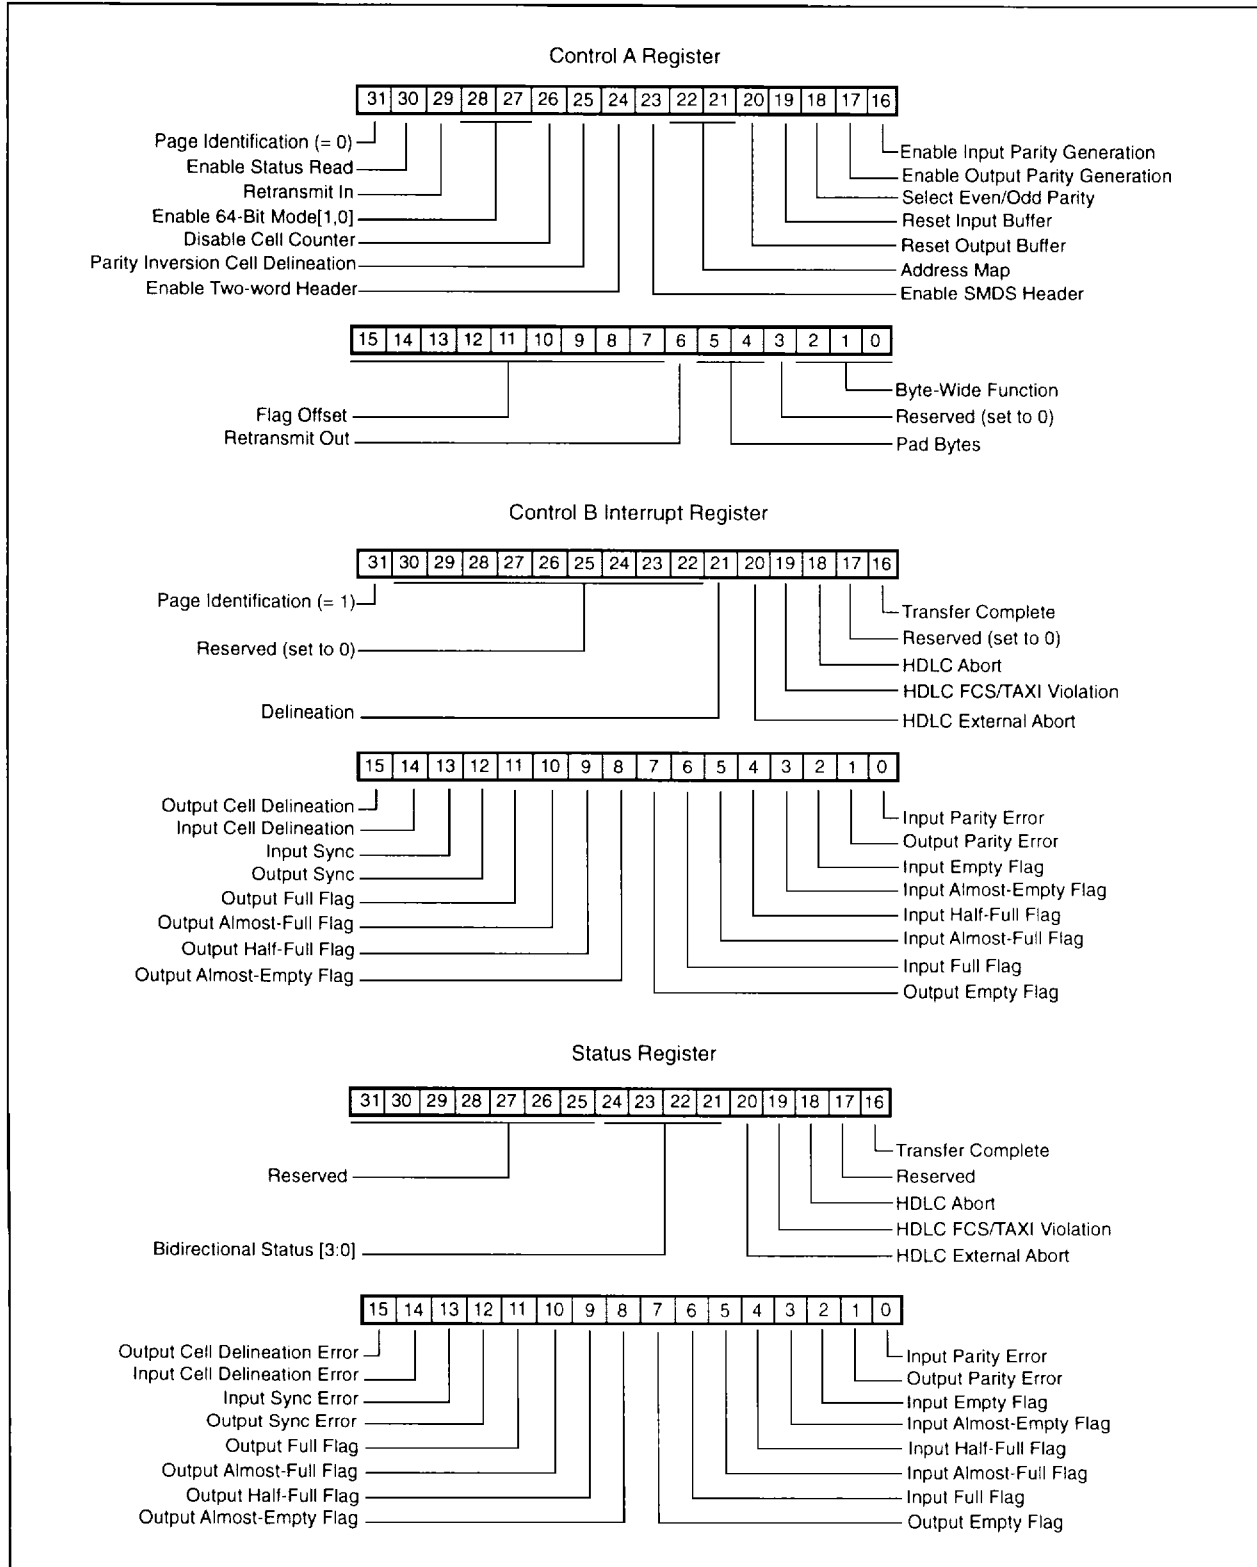 Control A Register
31 30 29 28 27 26 25 24 23 22 21 20 19 18 17 16
Page Identification (= 0)
Enable Status Read
Retransmit In
Enable 64-Bit Mode[1,0]
Disable Cell Counter
Parity Inversion Cell Delineation
Enable Two-word Header
Enable Input Parity Generation
Enable Output Parity Generation
Select Even/Odd Parity
Reset Input Buffer
Reset Output Buffer
Address Map
Enable SMDS Header
15 14 13 12 11 10 9 8 7 6 5 4 3 2 1 0
Flag Offset
Retransmit Out
Byte-Wide Function
Reserved (set to 0)
Pad Bytes
Control B Interrupt Register
31 30 29 28 27 26 25 24 23 22 21 20 19 18 17 16
Page Identification (= 1)
Reserved (set to 0)
Delineation
Transfer Complete
Reserved (set to 0)
HDLC Abort
HDLC FCS/TAXI Violation
HDLC External Abort
15 14 13 12 11 10 9 8 7 6 5 4 3 2 1 0
Output Cell Delineation
Input Cell Delineation
Input Sync
Output Sync
Output Full Flag
Output Almost-Full Flag
Output Half-Full Flag
Output Almost-Empty Flag
Input Parity Error
Output Parity Error
Input Empty Flag
Input Almost-Empty Flag
Input Half-Full Flag
Input Almost-Full Flag
Input Full Flag
Output Empty Flag
Status Register
31 30 29 28 27 26 25 24 23 22 21 20 19 18 17 16
Reserved
Bidirectional Status [3:0]
Transfer Complete
Reserved
HDLC Abort
HDLC FCS/TAXI Violation
HDLC External Abort
15 14 13 12 11 10 9 8 7 6 5 4 3 2 1 0
Output Cell Delineation Error
Input Cell Delineation Error
Input Sync Error
Output Sync Error
Output Full Flag
Output Almost-Full Flag
Output Half-Full Flag
Output Almost-Empty Flag
Input Parity Error
Output Parity Error
Input Empty Flag
Input Almost-Empty Flag
Input Half-Full Flag
Input Almost-Full Flag
Input Full Flag
Output Empty Flag